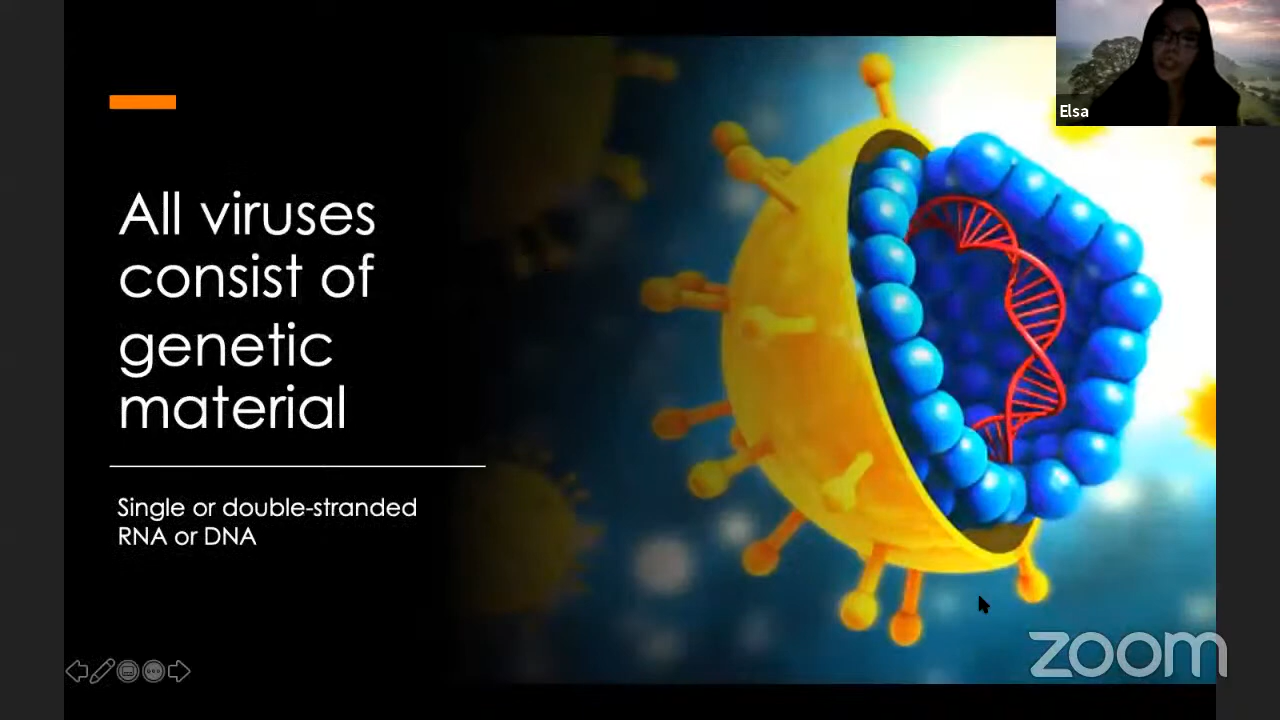 Elsa
All viruses
consist of
genetic
material
Single or double-stranded
RNA or DNA
zoom